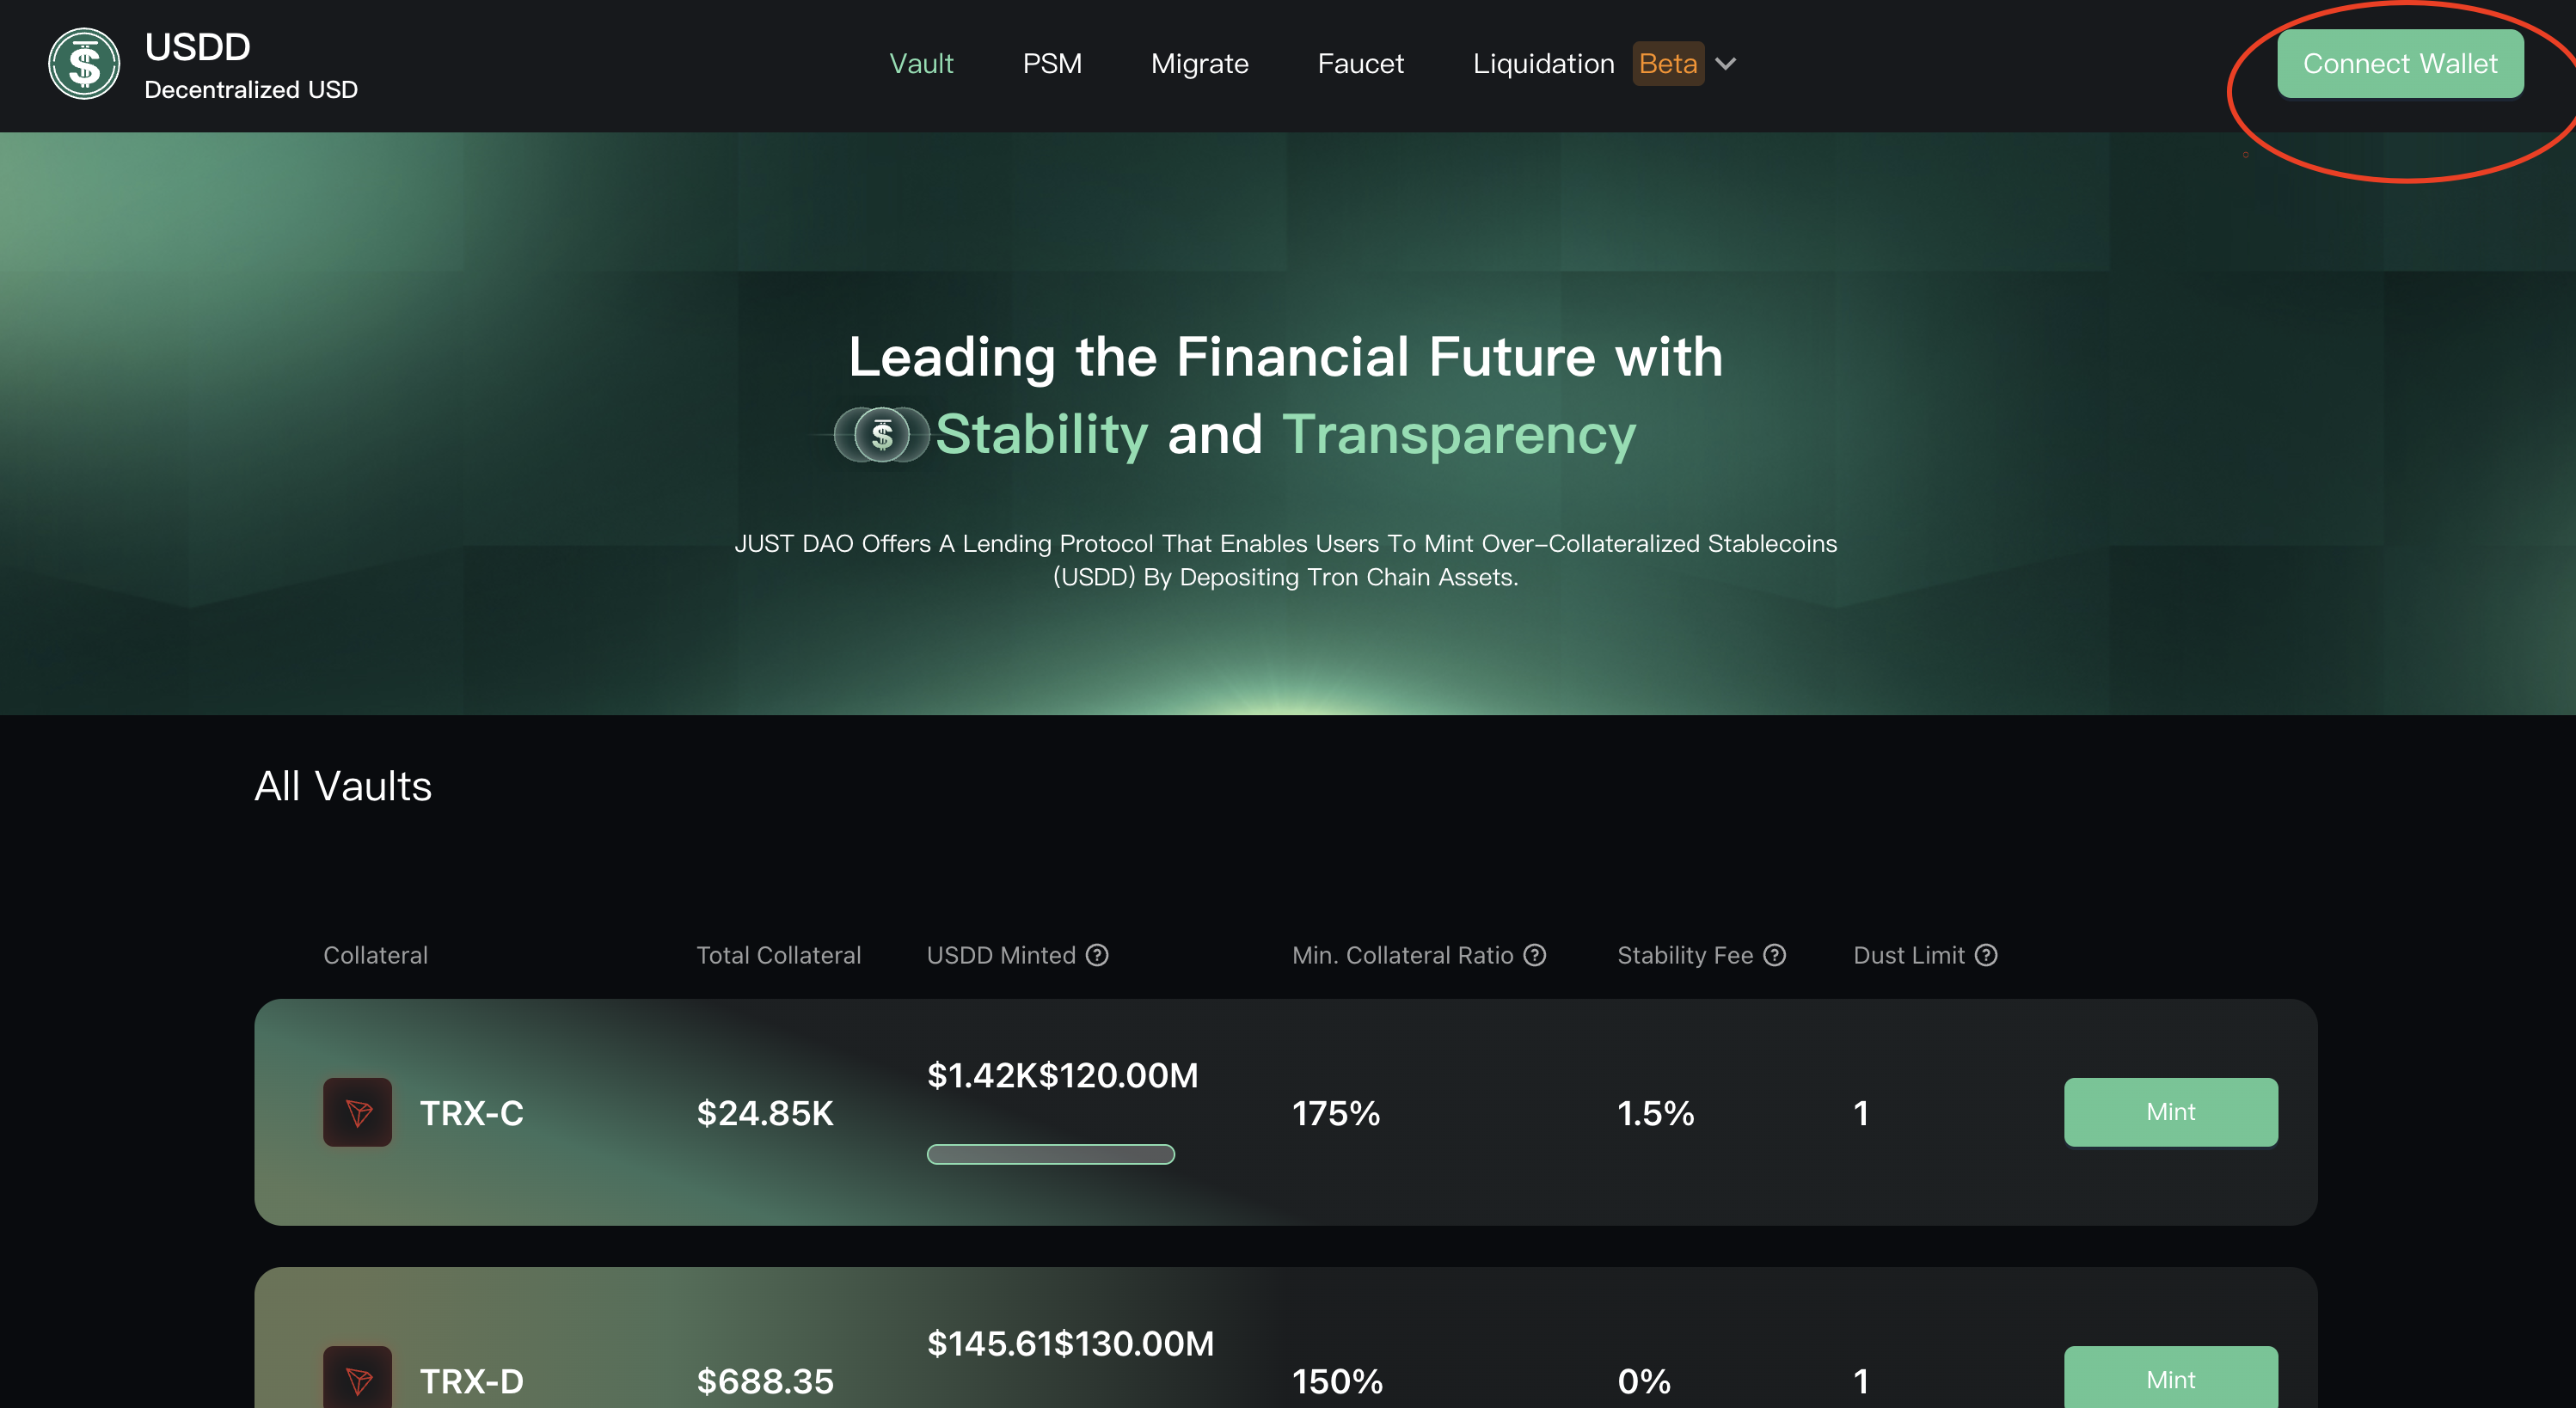 USDD
Decentralized USD
Vault PSM Migrate Faucet Liquidation Beta
Connect Wallet
Leading the Financial Future with
Stability and Transparency
JUST DAO Offers A Lending Protocol That Enables Users To Mint Over-Collateralized Stablecoins
(USDD) By Depositing Tron Chain Assets.
All Vaults
Collateral Total Collateral USDD Minted ? Min. Collateral Ratio ? Stability Fee ? Dust Limit ?
$1.42K$120.00M
TRX-C $24.85K 175% 1.5% 1 Mint
$145.61$130.00M
TRX-D $688.35 150% 0% 1 Mint